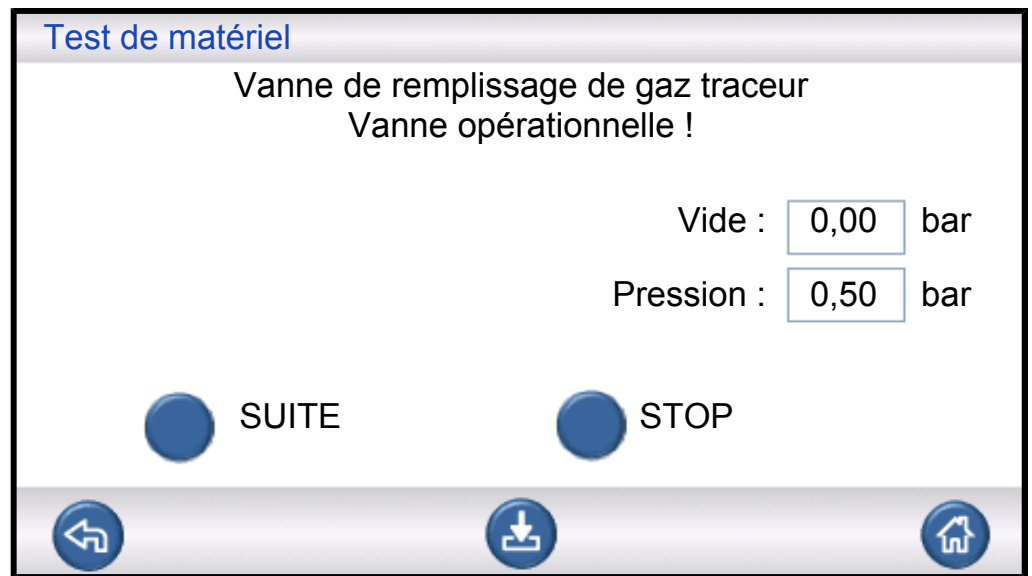 Test de matériel
Vanne de remplissage de gaz traceur
Vanne opérationnelle !
Vide : 0,00 bar
Pression : 0,50 bar
SUITE STOP